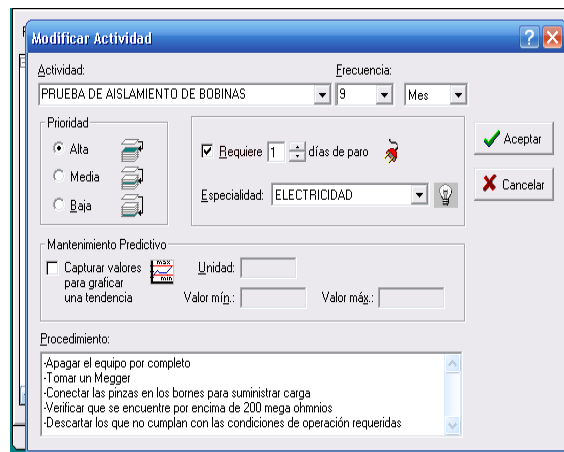 Modificar Actividad
Actividad:
Frecuencia:
PRUEBA DE AISLAMIENTO DE BOBINAS
9
Mes
Prioridad
Alta
Media
Baja
Requiere 1 días de paro
Especialidad: ELECTRICIDAD
Aceptar
Cancelar
Mantenimiento Predictivo
Capturar valores
para graficar
una tendencia
max
min
Unidad:
Valor mín.:
Valor máx.:
Procedimiento:
-Apagar el equipo por completo
-Tomar un Megger
-Conectar las pinzas en los bornes para suministrar carga
-Verificar que se encuentre por encima de 200 mega ohmnios
-Descartar los que no cumplan con las condiciones de operación requeridas